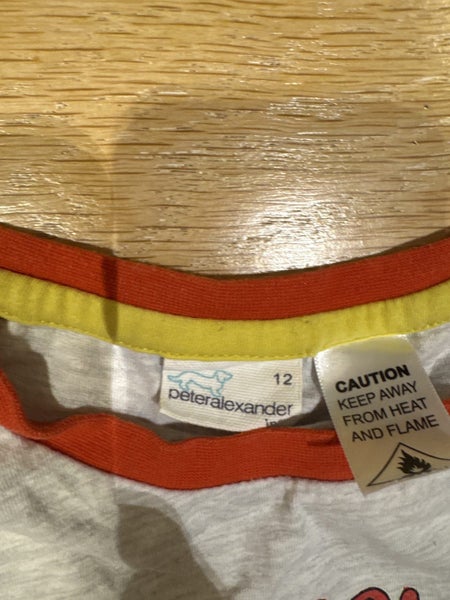 12
peteralexander
CAUTION
KEEP AWAY
FROM HEAT
AND FLAME